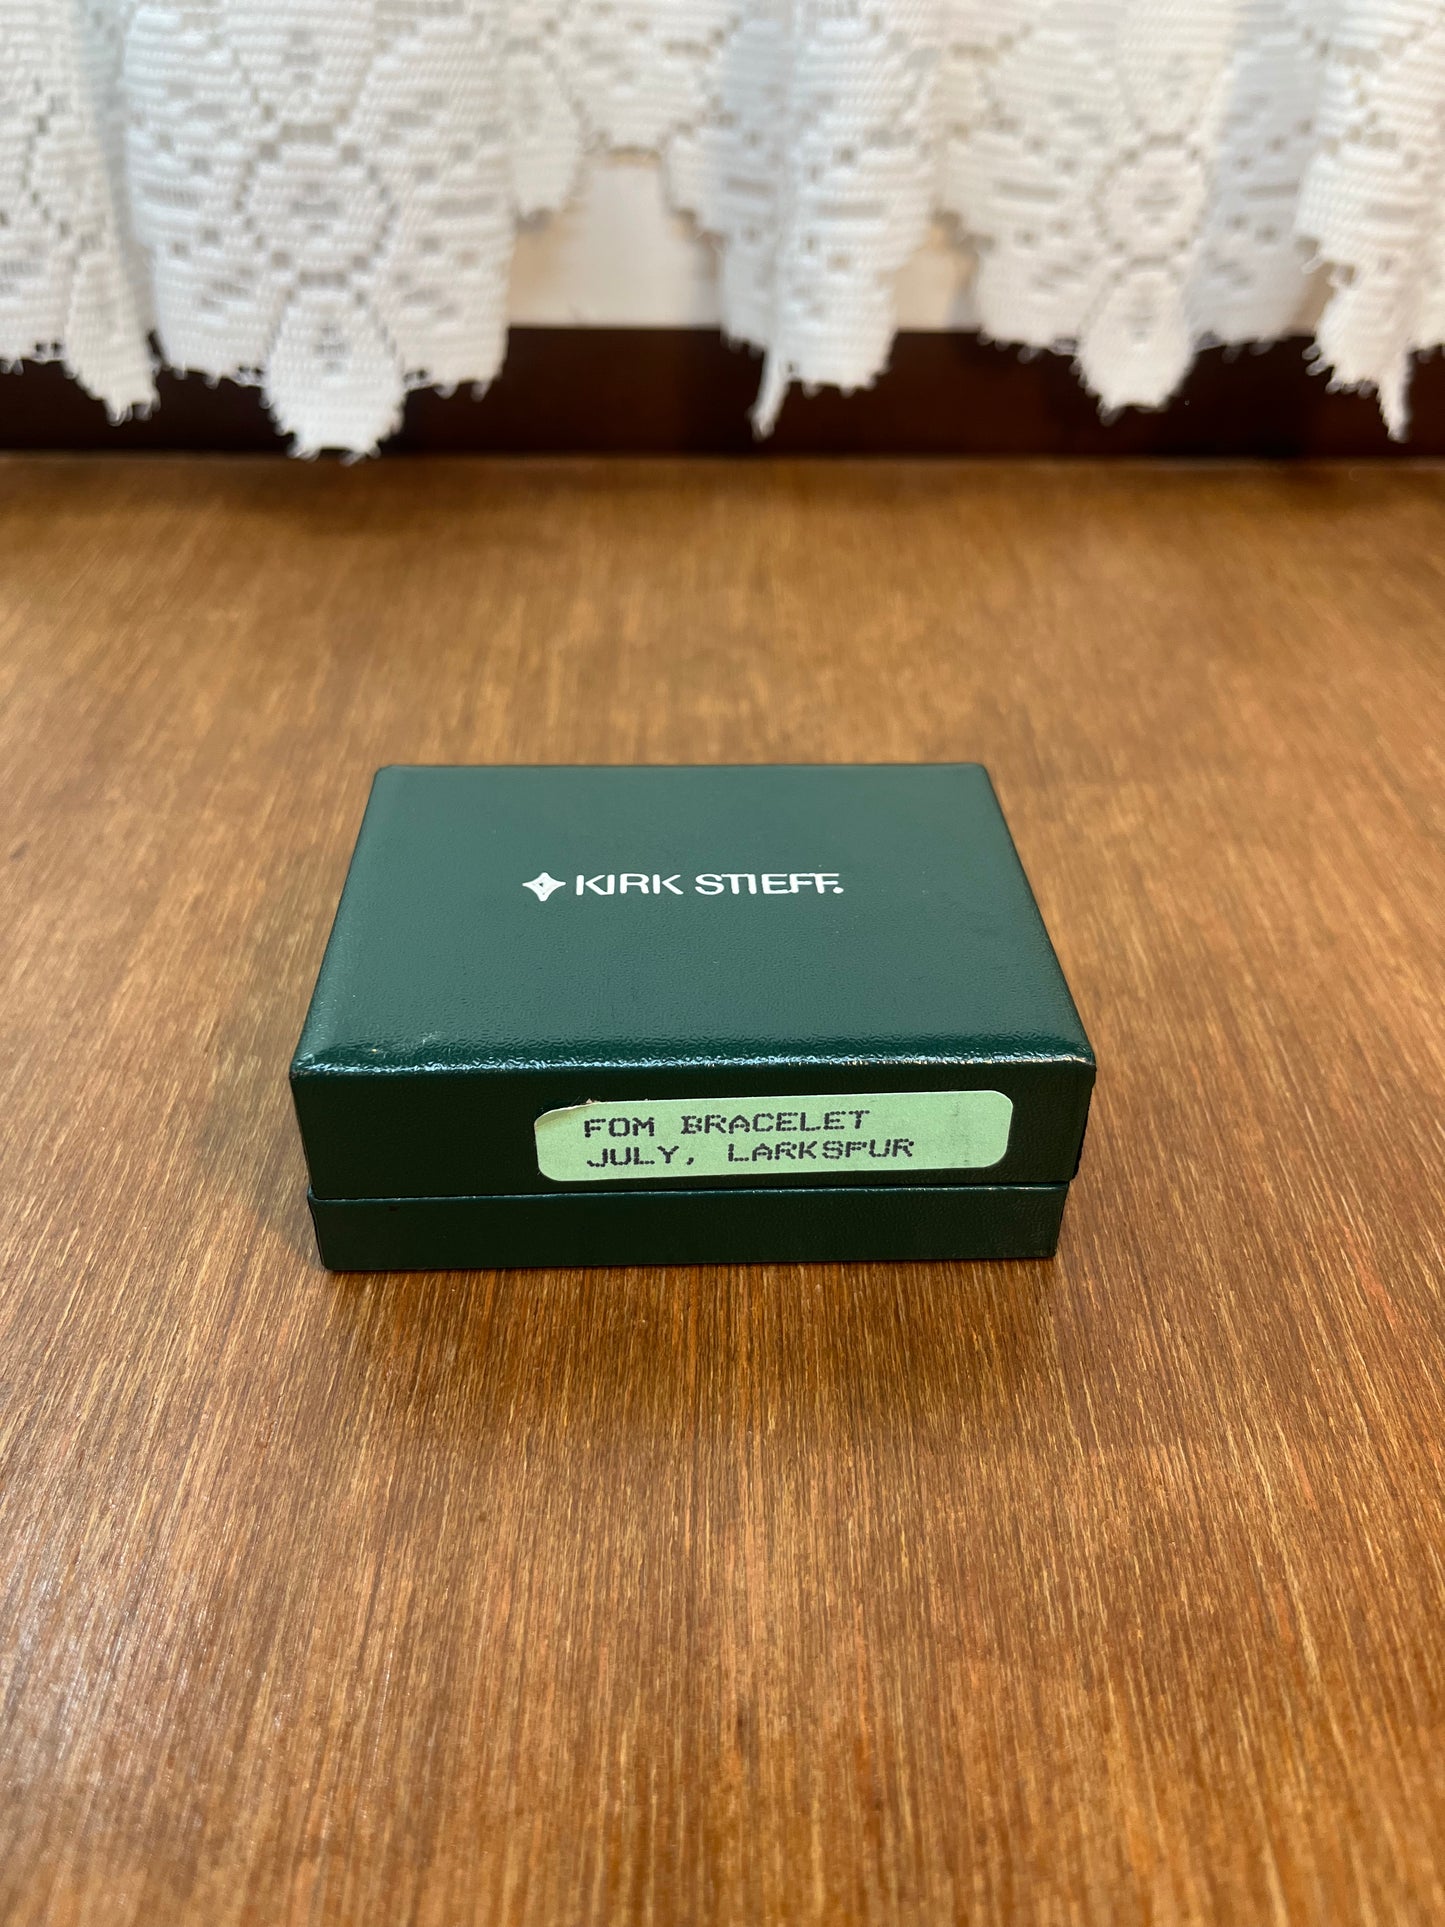 KIRK STIEFF.
FOM BRACELET
JULY, LARKSPUR